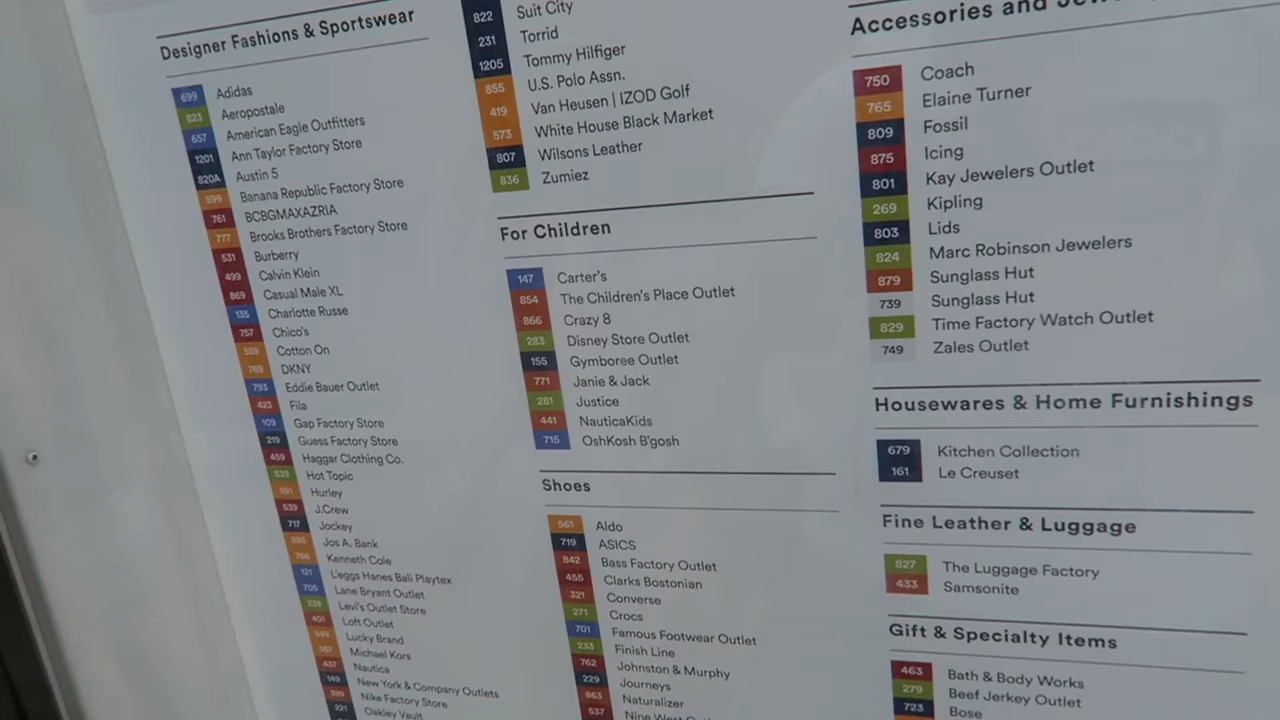 Designer Fashions & Sportswear
699 Adidas
823 Aeropostale
657 American Eagle Outfitters
1201 Ann Taylor Factory Store
820A Austin 5
599 Banana Republic Factory Store
761 BCBGMAXAZRIA
777 Brooks Brothers Factory Store
531 Burberry
499 Calvin Klein
869 Casual Male XL
135 Charlotte Russe
757 Chico's
559 Cotton On
769 DKNY
793 Eddie Bauer Outlet
423 Fila
109 Gap Factory Store
219 Guess Factory Store
459 Haggar Clothing Co.
839 Hot Topic
551 Hurley
539 J.Crew
717 Jockey
595 Jos A. Bank
766 Kenneth Cole
121 L'eggs Hanes Bali Playtex
705 Lane Bryant Outlet
239 Levi's Outlet Store
401 Loft Outlet
549 Lucky Brand
557 Michael Kors
437 Nautica
149 New York & Company Outlets
399 Nike Factory Store
221 Oakley Vault
822 Suit City
231 Torrid
1205 Tommy Hilfiger
855 U.S. Polo Assn.
419 Van Heusen | IZOD Golf
573 White House Black Market
807 Wilsons Leather
836 Zumiez
For Children
147 Carter's
854 The Children's Place Outlet
866 Crazy 8
283 Disney Store Outlet
155 Gymboree Outlet
771 Janie & Jack
281 Justice
441 NauticaKids
715 OshKosh B'gosh
Shoes
561 Aldo
719 ASICS
842 Bass Factory Outlet
455 Clarks Bostonian
321 Converse
271 Crocs
701 Famous Footwear Outlet
233 Finish Line
762 Johnston & Murphy
229 Journeys
863 Naturalizer
537 Nine West
Accessories and
750 Coach
765 Elaine Turner
809 Fossil
875 Icing
801 Kay Jewelers Outlet
269 Kipling
803 Lids
824 Marc Robinson Jewelers
879 Sunglass Hut
739 Sunglass Hut
829 Time Factory Watch Outlet
749 Zales Outlet
Housewares & Home Furnishings
679 Kitchen Collection
161 Le Creuset
Fine Leather & Luggage
827 The Luggage Factory
433 Samsonite
Gift & Specialty Items
463 Bath & Body Works
279 Beef Jerkey Outlet
723 Bose